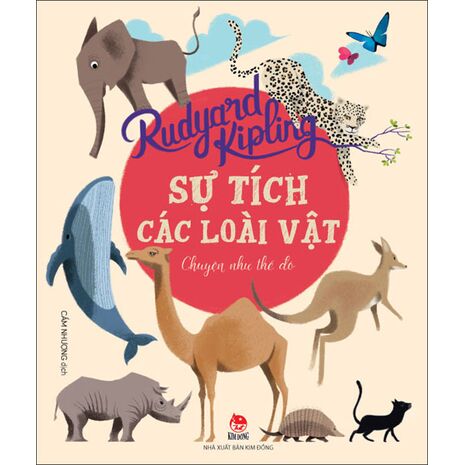 Rudyard
Kipling
SỰ TÍCH
CÁC LOÀI VẬT
Chuyện như thế đó
CẨM NHƯƠNG dịch
KIM ĐỒNG
NHÀ XUẤT BẢN KIM ĐỒNG